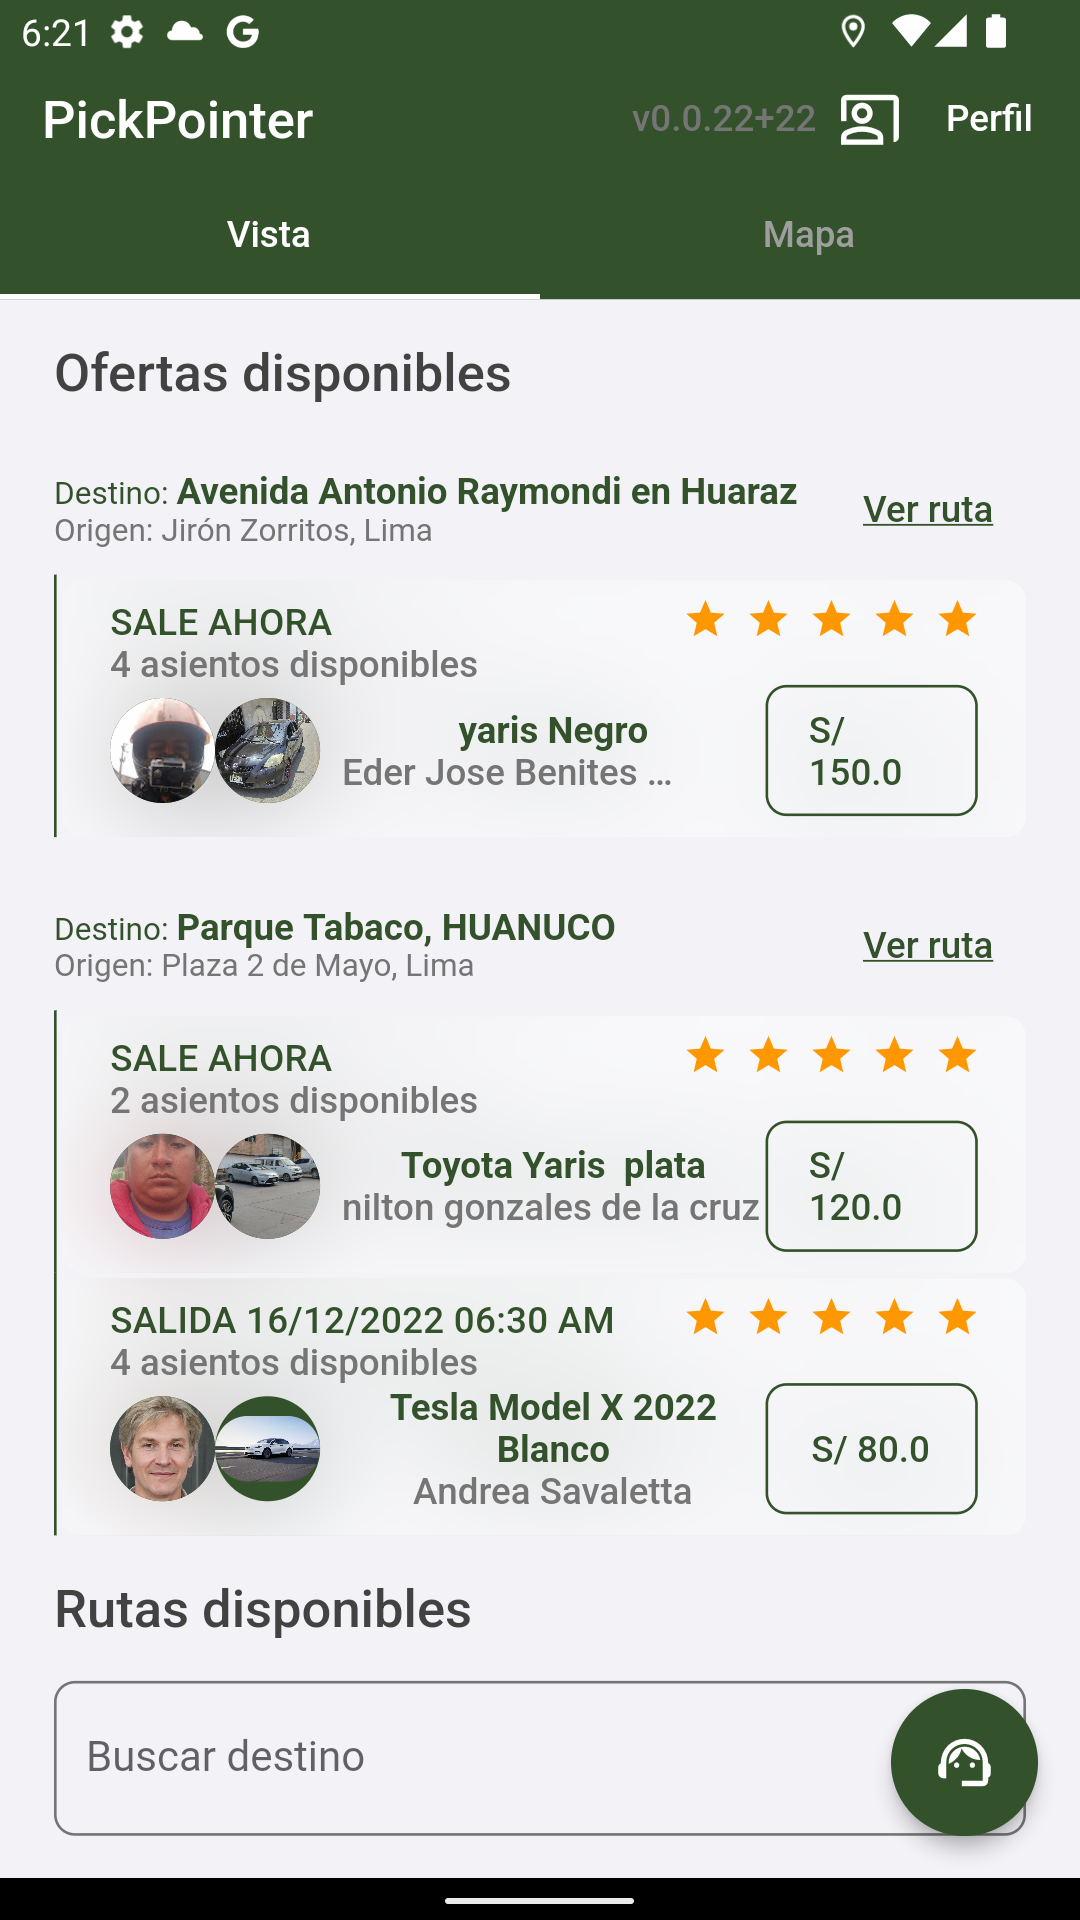 6:21
PickPointer
v0.0.22+22
Perfil
Vista
Mapa
Ofertas disponibles
Destino: Avenida Antonio Raymondi en Huaraz
Origen: Jirón Zorritos, Lima
Ver ruta
SALE AHORA
4 asientos disponibles
yaris Negro
Eder Jose Benites ...
S/
150.0
Destino: Parque Tabaco, HUANUCO
Origen: Plaza 2 de Mayo, Lima
Ver ruta
SALE AHORA
2 asientos disponibles
Toyota Yaris  plata
nilton gonzales de la cruz
S/
120.0
SALIDA 16/12/2022 06:30 AM
4 asientos disponibles
Tesla Model X 2022
Blanco
Andrea Savaletta
S/ 80.0
Rutas disponibles
Buscar destino